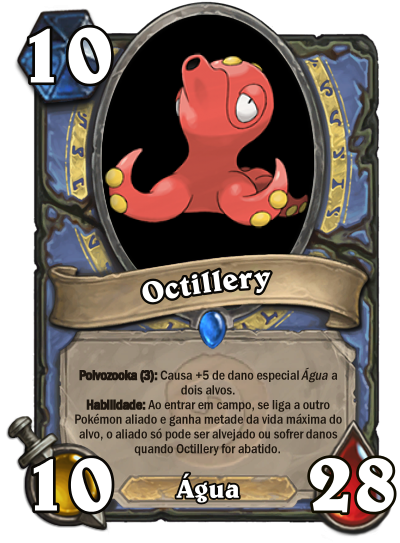 10
Octillery
Polvozooka (3): Causa +5 de dano especial Água a
dois alvos.
Habilidade: Ao entrar em campo, se liga a outro
Pokémon aliado e ganha metade da vida máxima do
alvo, o aliado só pode ser alvejado ou sofrer danos
quando Octillery for abatido.
10
Água
28